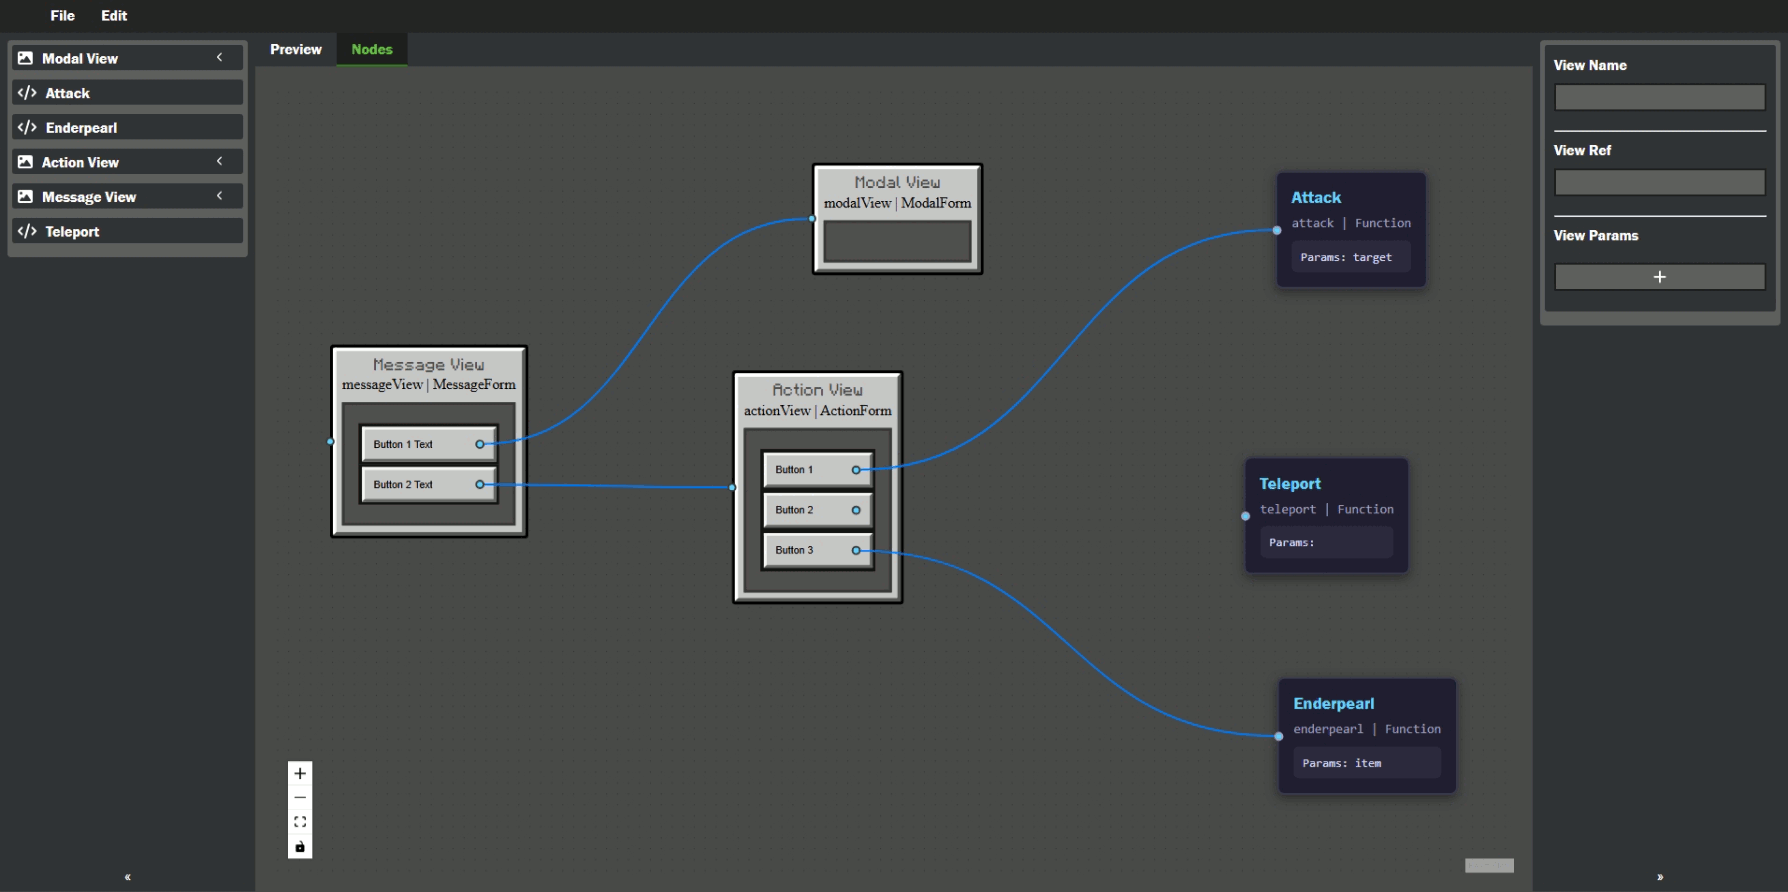 File Edit
Modal View
Attack
Enderpearl
Action View
Message View
Teleport
Preview Nodes
Modal View
modalView | ModalForm
Message View
messageView | MessageForm
Button 1 Text
Button 2 Text
Action View
actionView | ActionForm
Button 1
Button 2
Button 3
Attack
attack | Function
Params: target
Teleport
teleport | Function
Params:
Enderpearl
enderpearl | Function
Params: item
View Name
View Ref
View Params
+
«
»